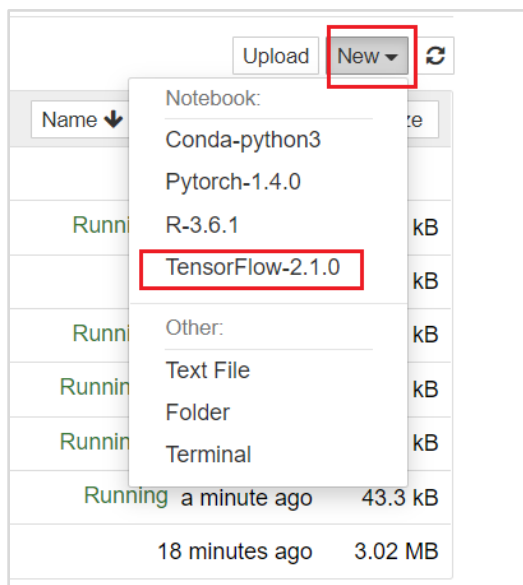 Upload New
Notebook:
Name
Conda-python3
Pytorch-1.4.0
R-3.6.1 kB
TensorFlow-2.1.0
kB
Other:
kB
Text File
kB
Folder
kB
Terminal
Running a minute ago 43.3 kB
18 minutes ago 3.02 MB